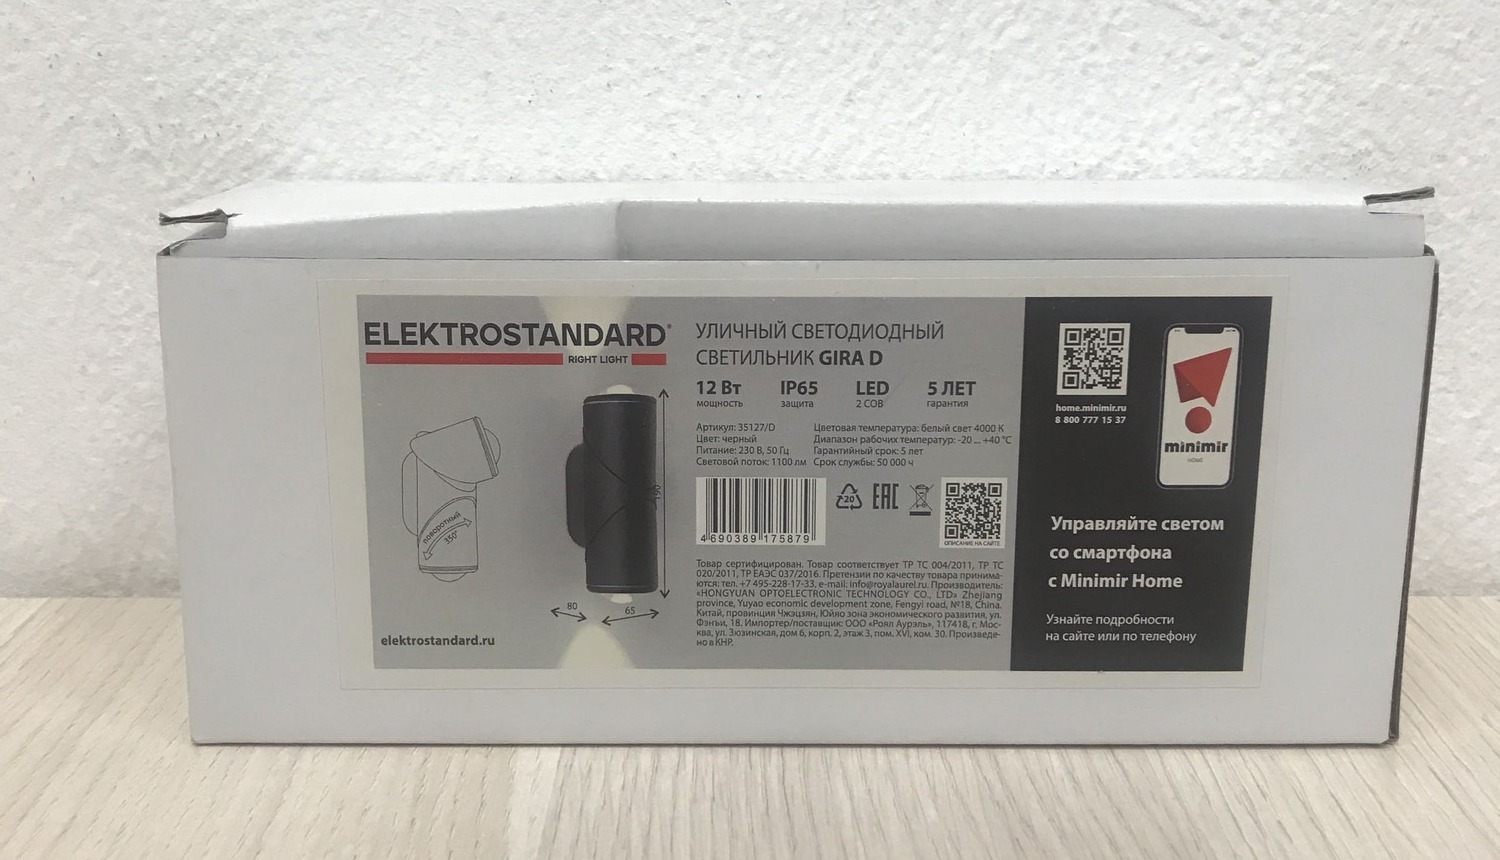 ELEKTROSTANDARD®
RIGHT LIGHT
поворотный
350°
190
80
65
elektrostandard.ru
УЛИЧНЫЙ СВЕТОДИОДНЫЙ
СВЕТИЛЬНИК GIRA D
12 Вт IP65 LED 5 ЛЕТ
мощность защита 2 COB гарантия
Артикул: 35127/D
Цвет: черный
Питание: 230 В, 50 Гц
Световой поток: 1100 лм
Цветовая температура: белый свет 4000 К
Диапазон рабочих температур: -20 ... +40 °C
Гарантийный срок: 5 лет
Срок службы: 50 000 ч
4 690389 175879
20
EAC
ОПИСАНИЕ НА САЙТЕ
Товар сертифицирован. Товар соответствует ТР ТС 004/2011, ТР ТС
020/2011, ТР ЕАЭС 037/2016. Претензии по качеству товара принима-
ются: тел. +7 495-228-17-33, e-mail: info@royalaurel.ru. Производитель:
«HONGYUAN OPTOELECTRONIC TECHNOLOGY CO., LTD» Zhejiang
province, Yuyao economic development zone, Fengyi road, №18, China.
Китай, провинция Чжэцзян, Юйяо зона экономического развития, ул.
Фэнъи, 18. Импортер/поставщик: ООО «Роял Аурэль», 117418, г. Мос-
ква, ул. Зюзинская, дом 6, корп. 2, этаж 3, пом. XVI, ком. 30. Произведе-
но в КНР.
home.minimir.ru
8 800 777 15 37
minimir
HOME
Управляйте светом
со смартфона
с Minimir Home
Узнайте подробности
на сайте или по телефону